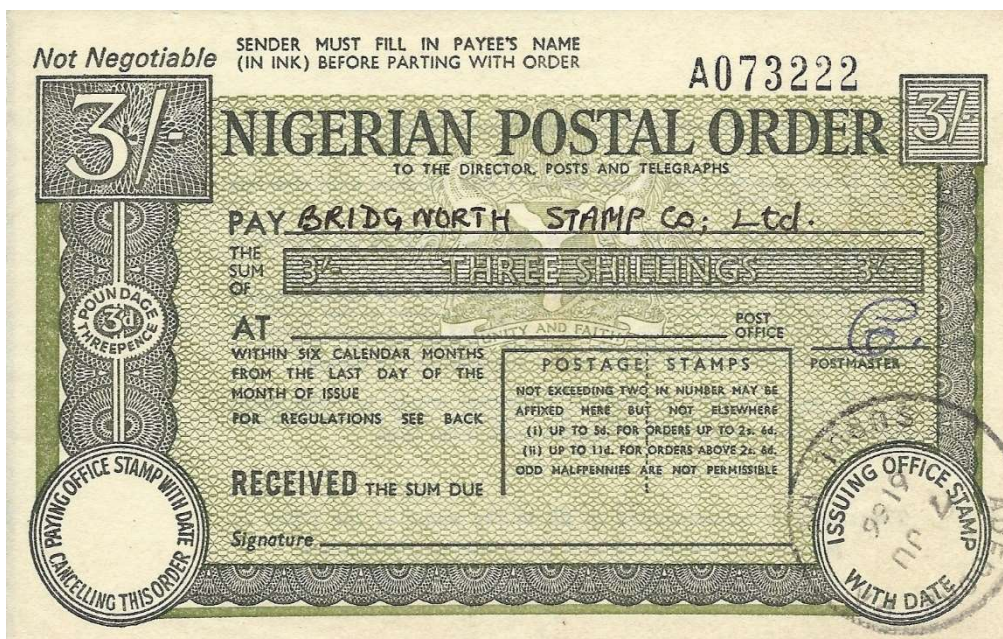 Not Negotiable
SENDER MUST FILL IN PAYEE'S NAME
(IN INK) BEFORE PARTING WITH ORDER
A073222
3/-
3/-
NIGERIAN POSTAL ORDER
TO THE DIRECTOR, POSTS AND TELEGRAPHS
PAY BRIDGNORTH STAMP Co; Ltd.
THE
SUM
OF
3/- THREE SHILLINGS 3/-
POUNDAGE
3d
THREEPENCE
UNITY AND FAITH
AT POST
OFFICE
POSTMASTER
WITHIN SIX CALENDAR MONTHS
FROM THE LAST DAY OF THE
MONTH OF ISSUE
FOR REGULATIONS SEE BACK
POSTAGE STAMPS
NOT EXCEEDING TWO IN NUMBER MAY BE
AFFIXED HERE BUT NOT ELSEWHERE
(i) UP TO 5d. FOR ORDERS UP TO 2s. 6d.
(ii) UP TO 11d. FOR ORDERS ABOVE 2s. 6d.
ODD HALFPENNIES ARE NOT PERMISSIBLE
RECEIVED THE SUM DUE
Signature
PAYING OFFICE STAMP WITH DATE
CANCELLING THIS ORDER
ISSUING OFFICE STAMP
WITH DATE